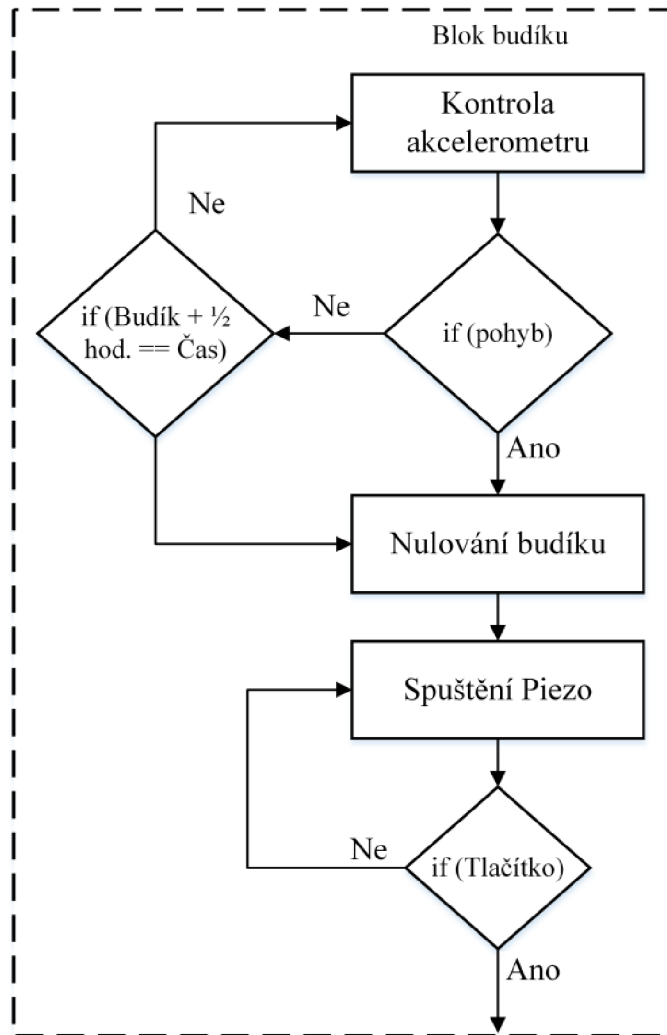 Blok budíku
Kontrola
akcelerometru
Ne
if (Budík + ½
hod. == Čas)
Ne
if (pohyb)
Ano
Nulování budíku
Spuštění Piezo
Ne
if (Tlačítko)
Ano